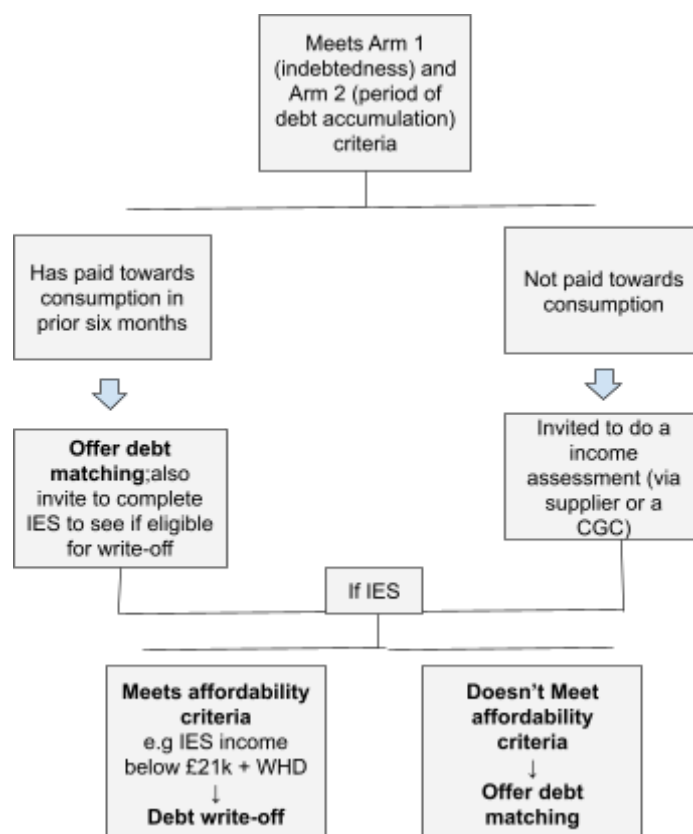 Meets Arm 1
(indebtedness) and
Arm 2 (period of
debt accumulation)
criteria
Has paid towards
consumption in
prior six months
Not paid towards
consumption
Offer debt
matching;also
invite to complete
IES to see if eligible
for write-off
Invited to do a
income
assessment (via
supplier or a
CGC)
If IES
Meets affordability
criteria
e.g IES income
below £21k + WHD
↓
Debt write-off
Doesn't Meet
affordability
criteria
↓
Offer debt
matching